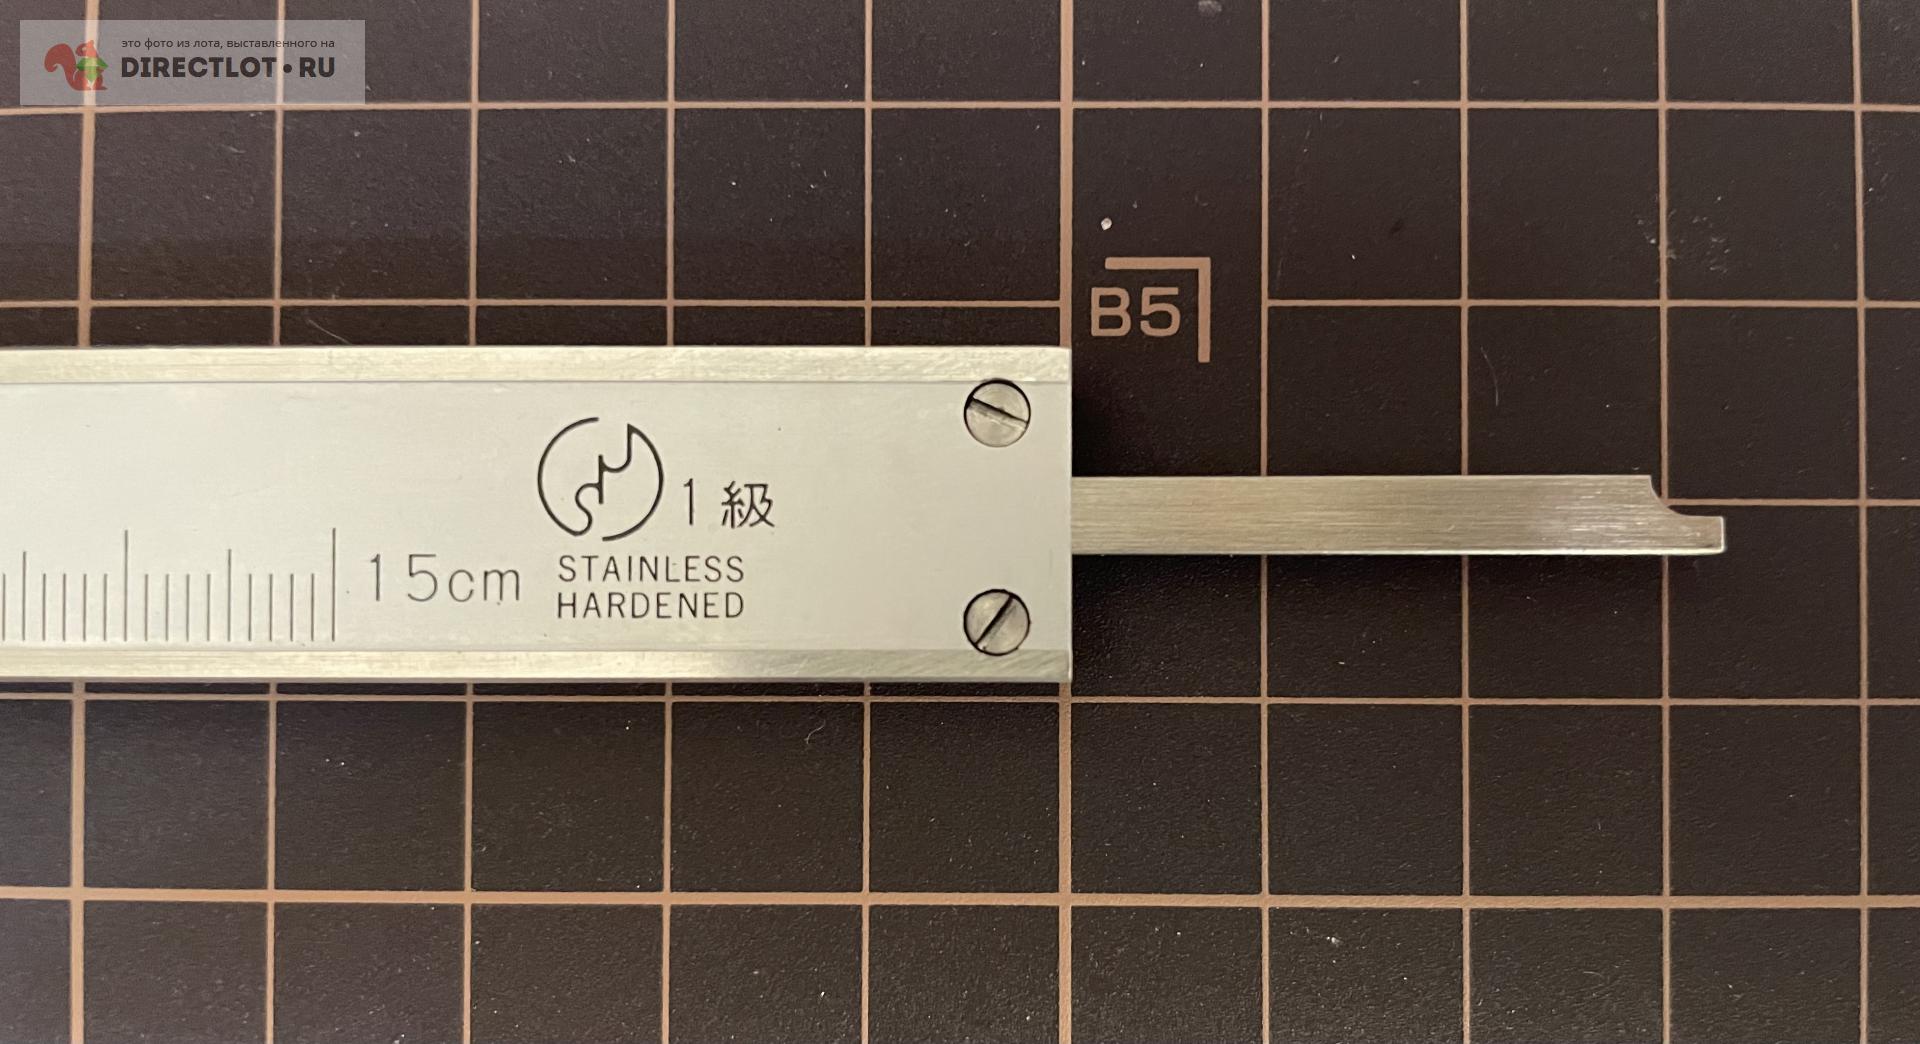 это фото из лота, выставленного на
DIRECTLOT•RU
B5
1級
15cm
STAINLESS
HARDENED